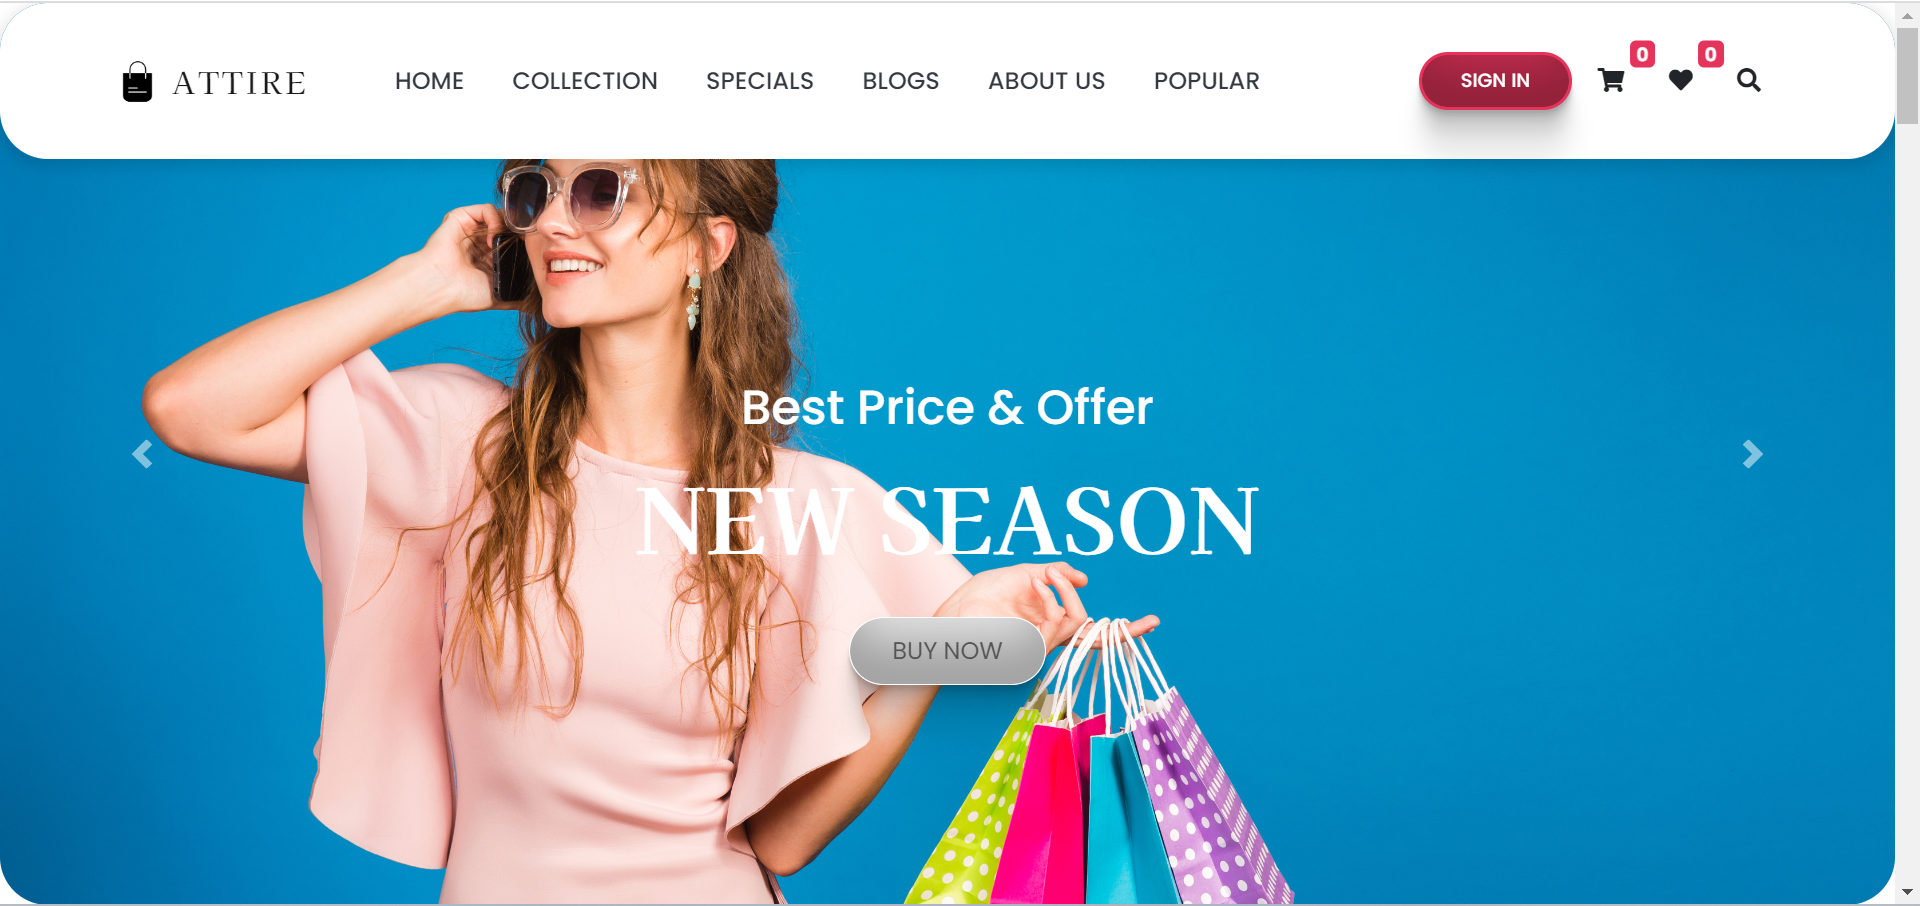 ATTIRE HOME COLLECTION SPECIALS BLOGS ABOUT US POPULAR SIGN IN 0 0
Best Price & Offer
NEW SEASON
BUY NOW